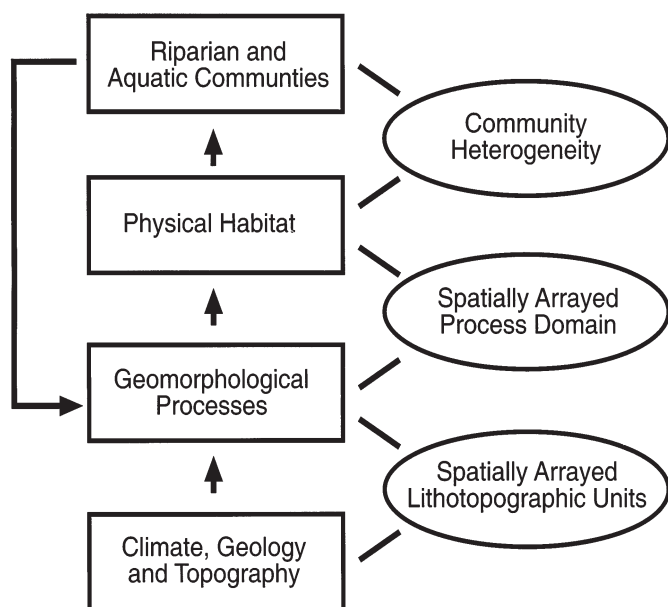 Riparian and
Aquatic Communties
Community
Heterogeneity
Physical Habitat
Spatially Arrayed
Process Domain
Geomorphological
Processes
Spatially Arrayed
Lithotopographic Units
Climate, Geology
and Topography